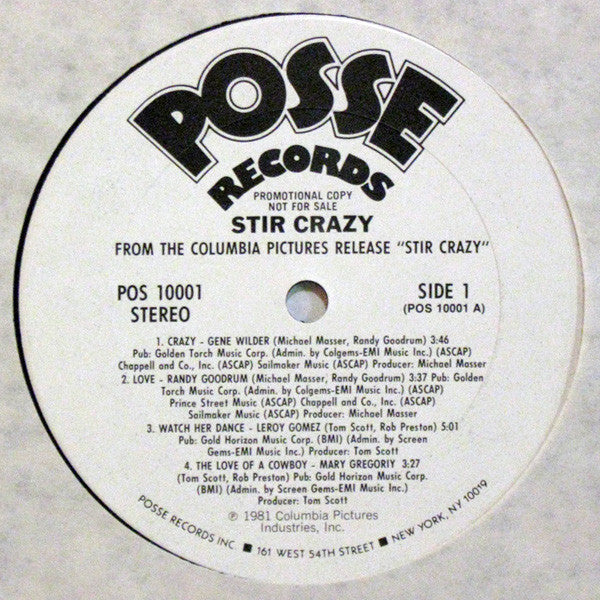 POSSE
RECORDS
PROMOTIONAL COPY
NOT FOR SALE
STIR CRAZY
FROM THE COLUMBIA PICTURES RELEASE "STIR CRAZY"
POS 10001
STEREO
SIDE 1
(POS 10001 A)
1. CRAZY - GENE WILDER (Michael Masser, Randy Goodrum) 3:46
Pub: Golden Torch Music Corp. (Admin. by Colgems-EMI Music Inc.) (ASCAP)
Chappell and Co., Inc. (ASCAP) Sailmaker Music (ASCAP) Producer: Michael Masser
2. LOVE - RANDY GOODRUM (Michael Masser, Randy Goodrum) 3:37 Pub: Golden
Torch Music Corp. (Admin. by Colgems-EMI Music Inc.) (ASCAP)
Prince Street Music (ASCAP) Chappell and Co., Inc. (ASCAP)
Sailmaker Music (ASCAP) Producer: Michael Masser
3. WATCH HER DANCE - LEROY GOMEZ (Tom Scott, Rob Preston) 5:01
Pub: Gold Horizon Music Corp. (BMI) (Admin. by Screen
Gems-EMI Music Inc.) Producer: Tom Scott
4. THE LOVE OF A COWBOY - MARY GREGORIY 3:27
(Tom Scott, Rob Preston) Pub: Gold Horizon Music Corp.
(BMI) (Admin. by Screen Gems-EMI Music Inc.)
Producer: Tom Scott
℗ 1981 Columbia Pictures
Industries, Inc.
POSSE RECORDS INC. ■ 161 WEST 54TH STREET ■ NEW YORK, NY 10019